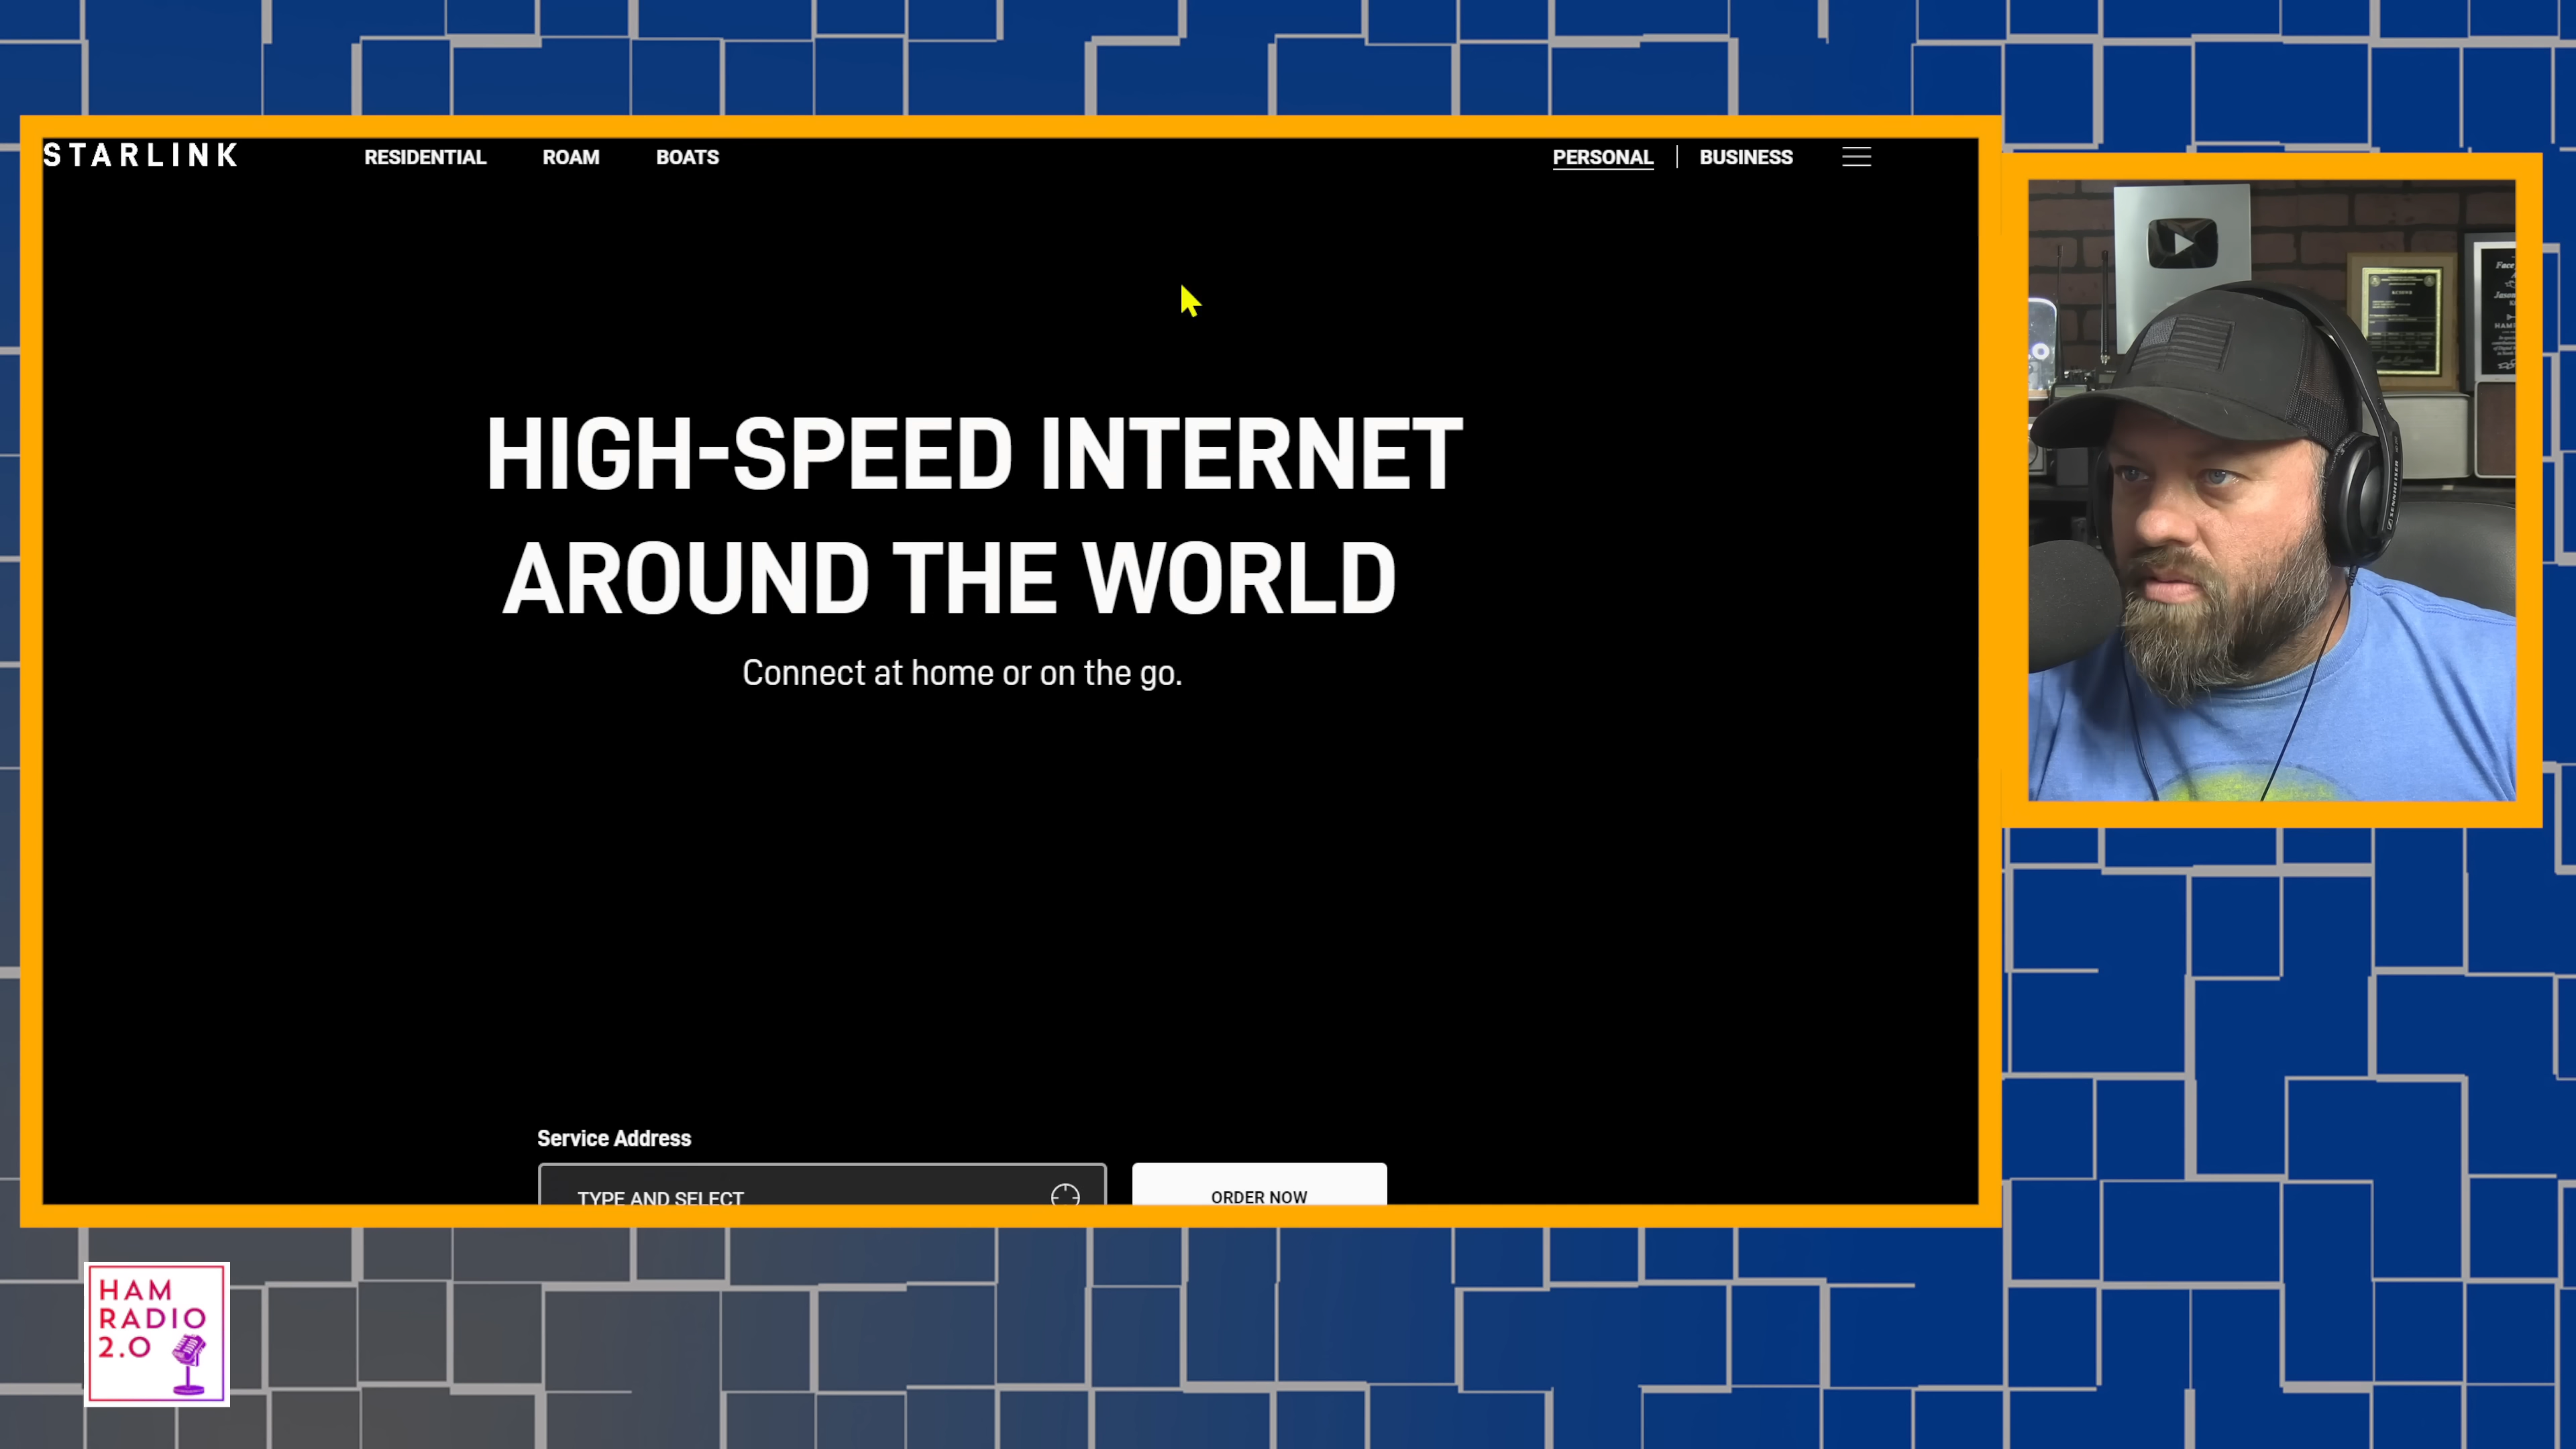 STARLINK
RESIDENTIAL
ROAM
BOATS
PERSONAL
BUSINESS
HIGH-SPEED INTERNET
AROUND THE WORLD
Connect at home or on the go.
Service Address
TYPE AND SELECT
ORDER NOW
SENNHEISER
HAM
RADIO
2.0